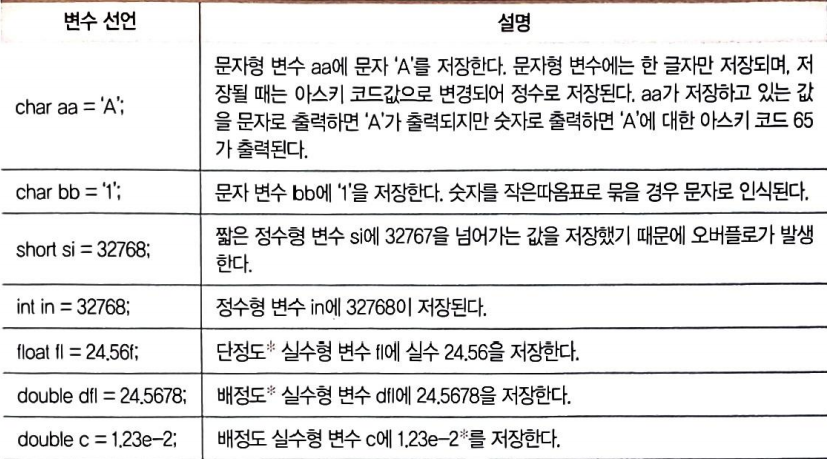 변수 선언 설명
char aa = 'A';
문자형 변수 aa에 문자 'A'를 저장한다. 문자형 변수에는 한 글자만 저장되며, 저
장될 때는 아스키 코드값으로 변경되어 정수로 저장된다. aa가 저장하고 있는 값
을 문자로 출력하면 'A'가 출력되지만 숫자로 출력하면 'A'에 대한 아스키 코드 65
가 출력된다.
char bb = '1'; 문자 변수 bb에 '1'을 저장한다. 숫자를 작은따옴표로 묶을 경우 문자로 인식된다.
short si = 32768;
짧은 정수형 변수 si에 32767을 넘어가는 값을 저장했기 때문에 오버플로가 발생
한다.
int in = 32768; 정수형 변수 in에 32768이 저장된다.
float fl = 24.56f; 단정도* 실수형 변수 fl에 실수 24.56을 저장한다.
double dfl = 24.5678; 배정도* 실수형 변수 dfl에 24.5678을 저장한다.
double c = 1.23e-2; 배정도 실수형 변수 c에 1.23e-2*를 저장한다.